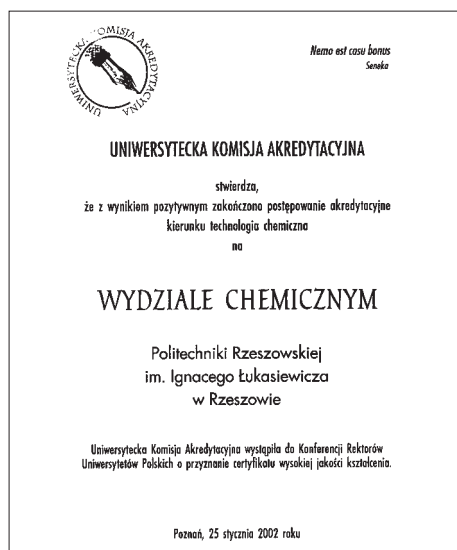 UNIWERSYTECKA KOMISJA AKREDYTACYJNA
Nemo est casu bonus
Seneka
UNIWERSYTECKA KOMISJA AKREDYTACYJNA
stwierdza,
że z wynikiem pozytywnym zakończono postępowanie akredytacyjne
kierunku technologia chemiczna
na
WYDZIALE CHEMICZNYM
Politechniki Rzeszowskiej
im. Ignacego Łukasiewicza
w Rzeszowie
Uniwersytecka Komisja Akredytacyjna wystąpiła do Konferencji Rektorów
Uniwersytetów Polskich o przyznanie certyfikatu wysokiej jakości kształcenia.
Poznań, 25 stycznia 2002 roku